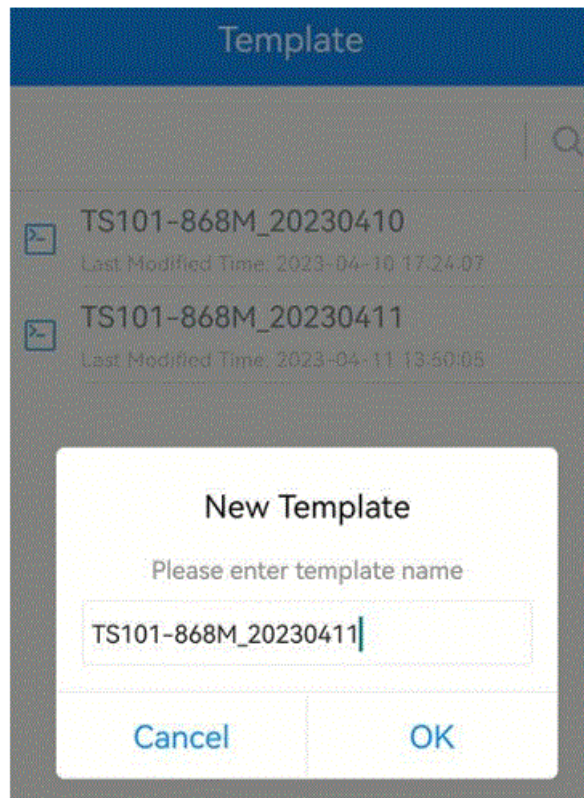 Template
TS101-868M_20230410
Last Modified Time: 2023-04-10 17:24:07
TS101-868M_20230411
Last Modified Time: 2023-04-11 13:50:05
New Template
Please enter template name
TS101-868M_20230411
Cancel
OK